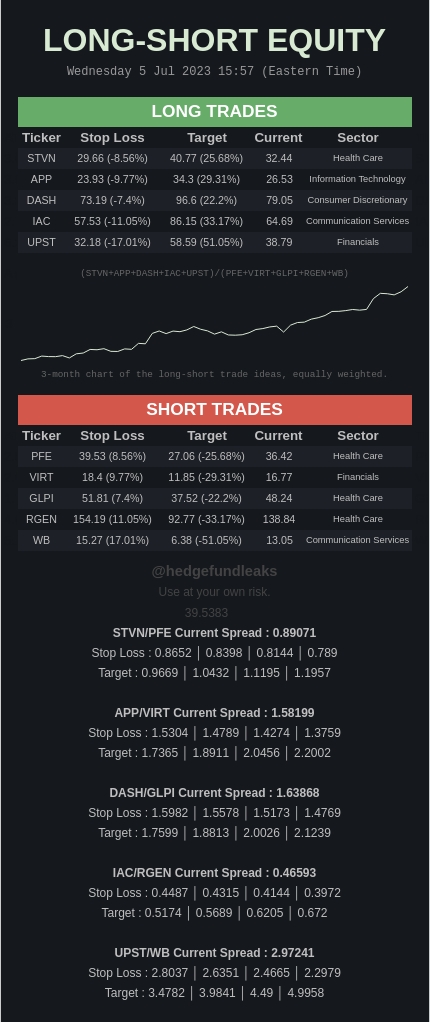 LONG-SHORT EQUITY
Wednesday 5 Jul 2023 15:57 (Eastern Time)
LONG TRADES
Ticker Stop Loss Target Current Sector
STVN 29.66 (-8.56%) 40.77 (25.68%) 32.44 Health Care
APP 23.93 (-9.77%) 34.3 (29.31%) 26.53 Information Technology
DASH 73.19 (-7.4%) 96.6 (22.2%) 79.05 Consumer Discretionary
IAC 57.53 (-11.05%) 86.15 (33.17%) 64.69 Communication Services
UPST 32.18 (-17.01%) 58.59 (51.05%) 38.79 Financials
(STVN+APP+DASH+IAC+UPST)/(PFE+VIRT+GLPI+RGEN+WB)
3-month chart of the long-short trade ideas, equally weighted.
SHORT TRADES
Ticker Stop Loss Target Current Sector
PFE 39.53 (8.56%) 27.06 (-25.68%) 36.42 Health Care
VIRT 18.4 (9.77%) 11.85 (-29.31%) 16.77 Financials
GLPI 51.81 (7.4%) 37.52 (-22.2%) 48.24 Health Care
RGEN 154.19 (11.05%) 92.77 (-33.17%) 138.84 Health Care
WB 15.27 (17.01%) 6.38 (-51.05%) 13.05 Communication Services
@hedgefundleaks
Use at your own risk.
39.5383
STVN/PFE Current Spread : 0.89071
Stop Loss : 0.8652 | 0.8398 | 0.8144 | 0.789
Target : 0.9669 | 1.0432 | 1.1195 | 1.1957
APP/VIRT Current Spread : 1.58199
Stop Loss : 1.5304 | 1.4789 | 1.4274 | 1.3759
Target : 1.7365 | 1.8911 | 2.0456 | 2.2002
DASH/GLPI Current Spread : 1.63868
Stop Loss : 1.5982 | 1.5578 | 1.5173 | 1.4769
Target : 1.7599 | 1.8813 | 2.0026 | 2.1239
IAC/RGEN Current Spread : 0.46593
Stop Loss : 0.4487 | 0.4315 | 0.4144 | 0.3972
Target : 0.5174 | 0.5689 | 0.6205 | 0.672
UPST/WB Current Spread : 2.97241
Stop Loss : 2.8037 | 2.6351 | 2.4665 | 2.2979
Target : 3.4782 | 3.9841 | 4.49 | 4.9958